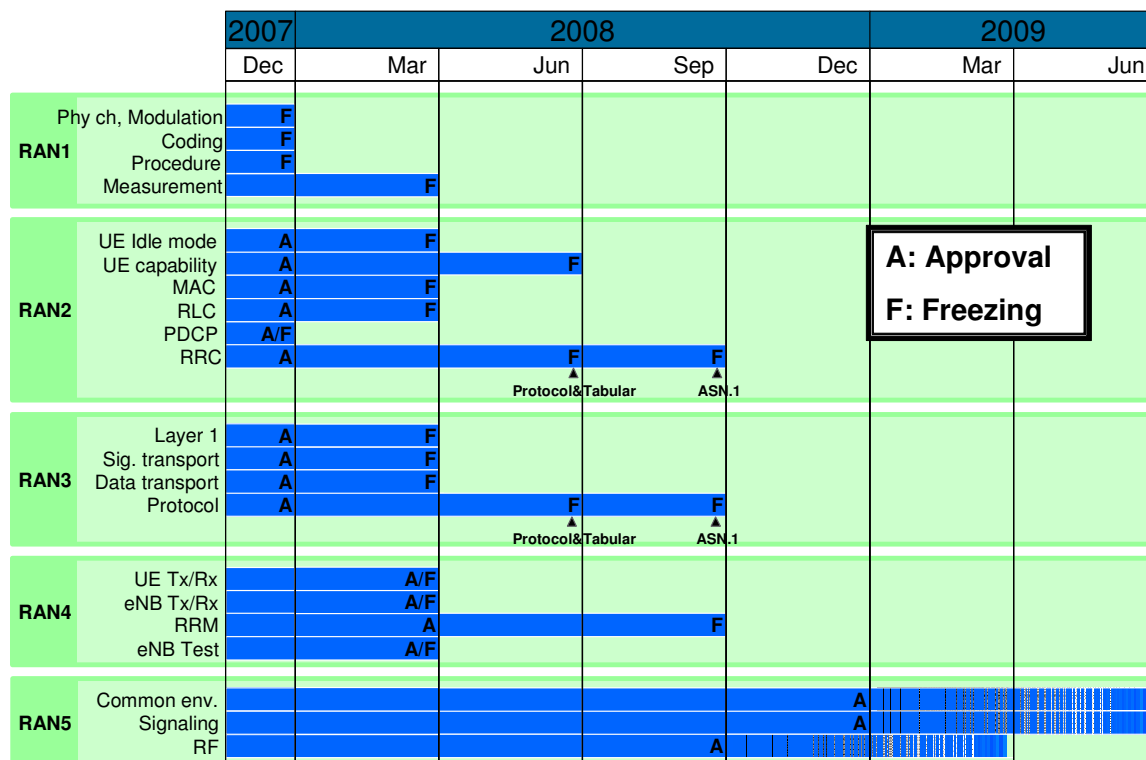 2007 2008 2009
Dec Mar Jun Sep Dec Mar Jun
RAN1
Phy ch, Modulation F
Coding F
Procedure F
Measurement F
RAN2
UE Idle mode A F
UE capability A F
MAC A F
RLC A F
PDCP A/F
RRC A F F
Protocol&Tabular ASN.1
A: Approval
F: Freezing
RAN3
Layer 1 A F
Sig. transport A F
Data transport A F
Protocol A F F
Protocol&Tabular ASN.1
RAN4
UE Tx/Rx A/F
eNB Tx/Rx A/F
RRM A F
eNB Test A/F
RAN5
Common env. A
Signaling A
RF A